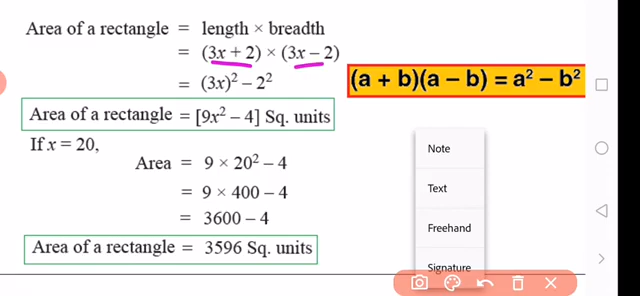 Area of a rectangle = length × breadth
= (3x + 2) × (3x – 2)
= (3x)² – 2²
(a + b)(a – b) = a² – b²
Area of a rectangle = [9x² – 4] Sq. units
If x = 20,
Area = 9 × 20² – 4
= 9 × 400 – 4
= 3600 – 4
Area of a rectangle = 3596 Sq. units
Note
Text
Freehand
Signature